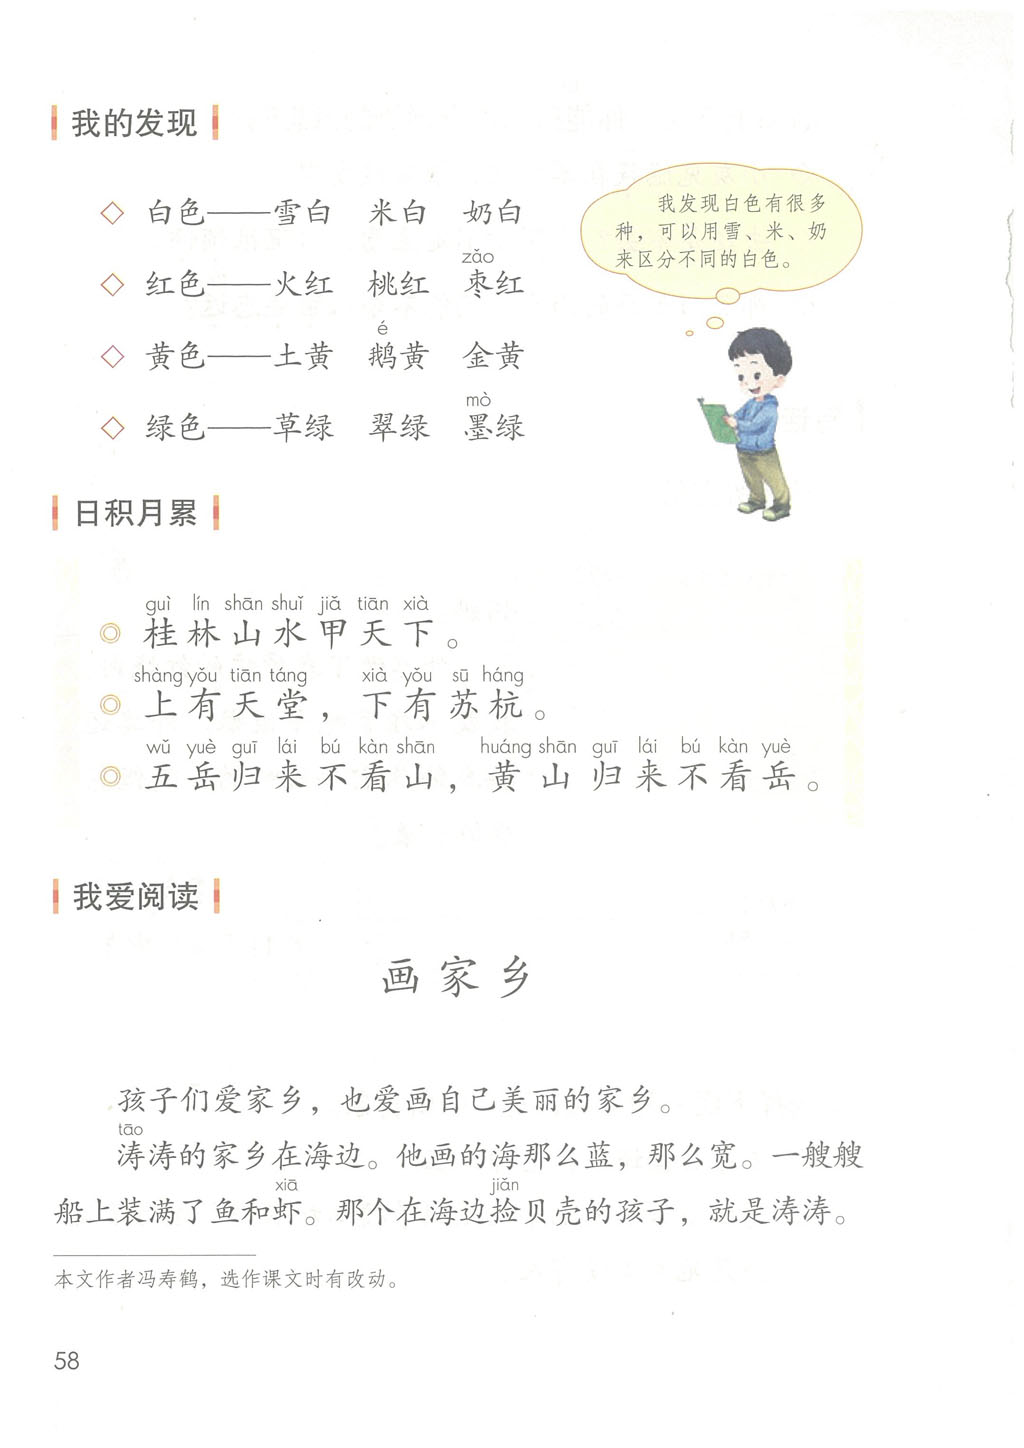 我的发现
白色——雪白 米白 奶白
我发现白色有很多
种，可以用雪、米、奶
来区分不同的白色。
zǎo
红色——火红 桃红 枣红
é
黄色——土黄 鹅黄 金黄
mò
绿色——草绿 翠绿 墨绿
日积月累
guì lín shān shuǐ jiǎ tiān xià
桂林山水甲天下。
shàng yǒu tiān táng xià yǒu sū háng
上有天堂，下有苏杭。
wǔ yuè guī lái bú kàn shān huáng shān guī lái bú kàn yuè
五岳归来不看山，黄山归来不看岳。
我爱阅读
画家乡
孩子们爱家乡，也爱画自己美丽的家乡。
tāo
涛涛的家乡在海边。他画的海那么蓝，那么宽。一艘艘
xiā jiǎn
船上装满了鱼和虾。那个在海边捡贝壳的孩子，就是涛涛。
本文作者冯寿鹤，选作课文时有改动。
58